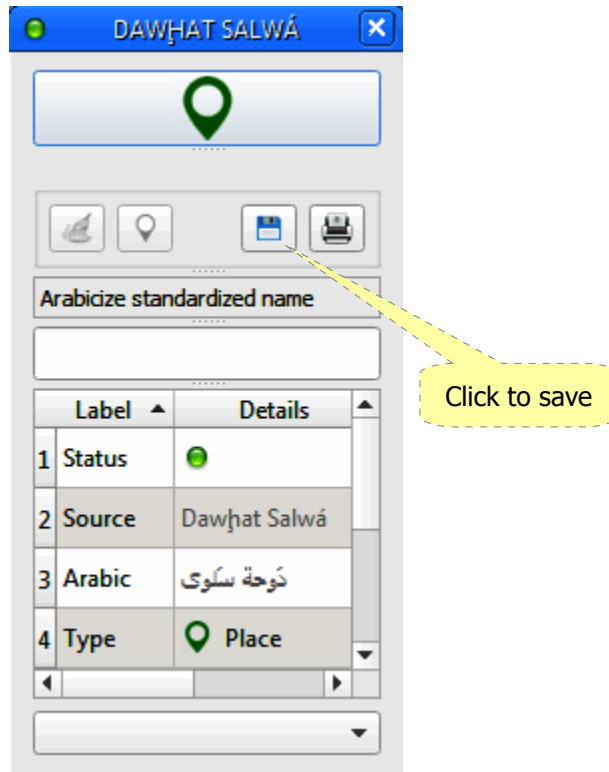 DAWḨAT SALWÁ
Arabicize standardized name
Click to save
Label Details
1 Status
2 Source Dawḩat Salwá
3 Arabic دَوحة سَلوى
4 Type Place